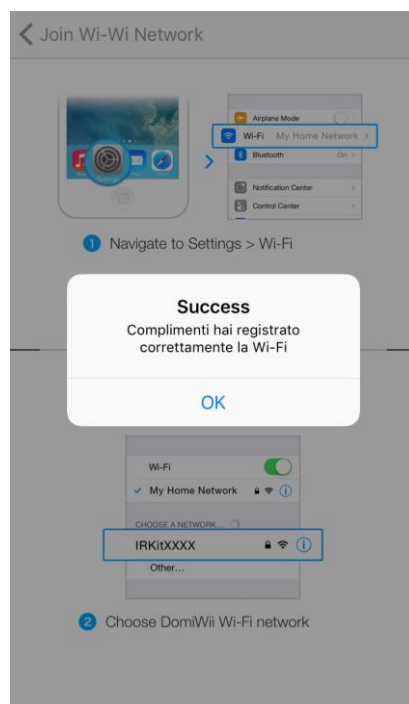 Join Wi-Wi Network
Airplane Mode
Wi-Fi My Home Network >
Bluetooth On >
Settings
Notification Center
Control Center
1 Navigate to Settings > Wi-Fi
Success
Complimenti hai registrato
correttamente la Wi-Fi
OK
Wi-Fi
My Home Network
CHOOSE A NETWORK...
IRKitXXXX
Other...
2 Choose DomiWii Wi-Fi network